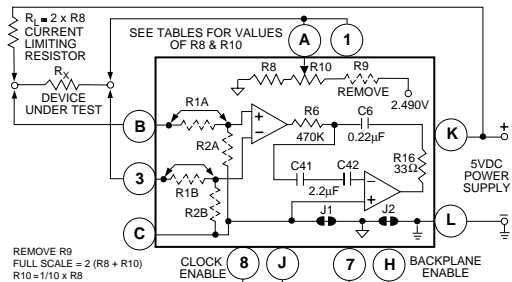 RL = 2 x R8
CURRENT
LIMITING
RESISTOR
RX
DEVICE
UNDER TEST
SEE TABLES FOR VALUES
OF R8 & R10
A
1
R8
R10
R9
REMOVE
2.490V
R1A
B
R2A
R6
470K
C6
0.22µF
K
+
R16
33Ω
5VDC
POWER
SUPPLY
C41
C42
2.2µF
3
R1B
R2B
J1
J2
C
L
–
REMOVE R9
FULL SCALE = 2 (R8 + R10)
R10 = 1/10 x R8
CLOCK
ENABLE
8
J
7
H
BACKPLANE
ENABLE
–
+
–
+